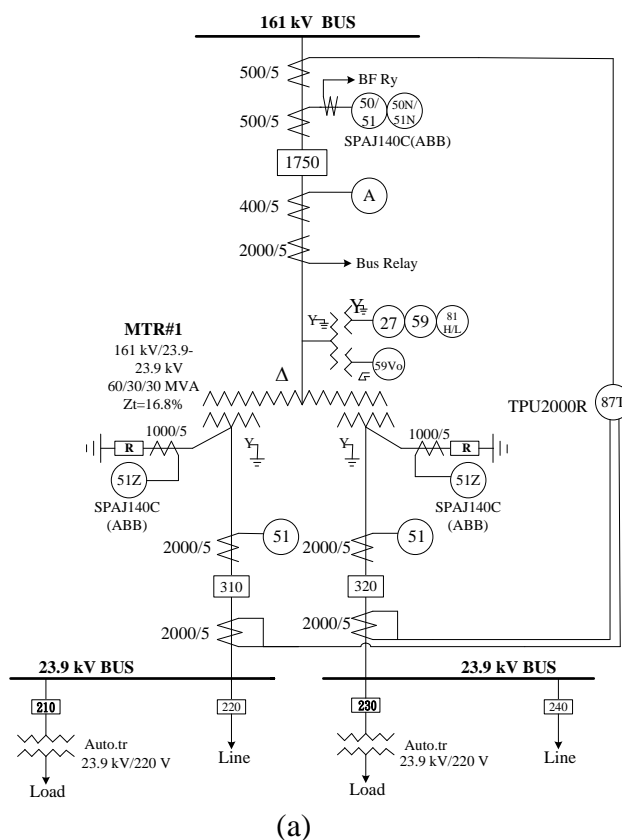 161 kV BUS
500/5
BF Ry
500/5
50/
51
50N/
51N
SPAJ140C(ABB)
1750
400/5
A
2000/5
Bus Relay
MTR#1
161 kV/23.9-
23.9 kV
60/30/30 MVA
Zt=16.8%
Y
Y
27
59
81
H/L
59Vo
Δ
TPU2000R
87T
1000/5
R
Y
51Z
SPAJ140C
(ABB)
Y
1000/5
R
51Z
SPAJ140C
(ABB)
2000/5
51
2000/5
51
310
320
2000/5
2000/5
23.9 kV BUS
23.9 kV BUS
210
220
230
240
Auto.tr
23.9 kV/220 V
Line
Auto.tr
23.9 kV/220 V
Line
Load
Load
(a)